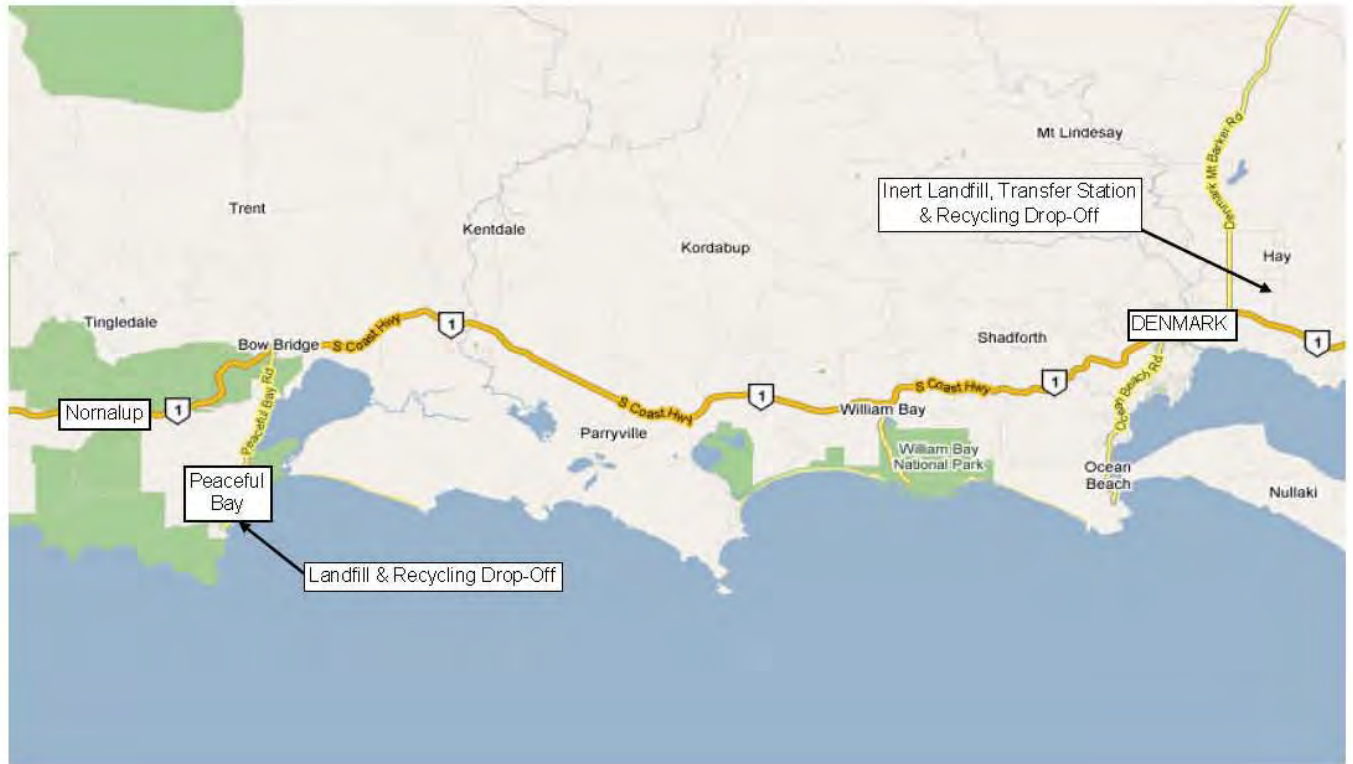 Mt Lindesay
Denmark Mt Barker Rd
Inert Landfill, Transfer Station
& Recycling Drop-Off
Trent
Kentdale
Kordabup
Hay
Tingledale
1
S Coast Hwy
DENMARK
Bow Bridge
Shadforth
1
Nornalup
1
Peaceful Bay Rd
S Coast Hwy
1
S Coast Hwy
1
Ocean Beach Rd
William Bay
Parryville
William Bay
National Park
Peaceful
Bay
Ocean
Beach
Nullaki
Landfill & Recycling Drop-Off